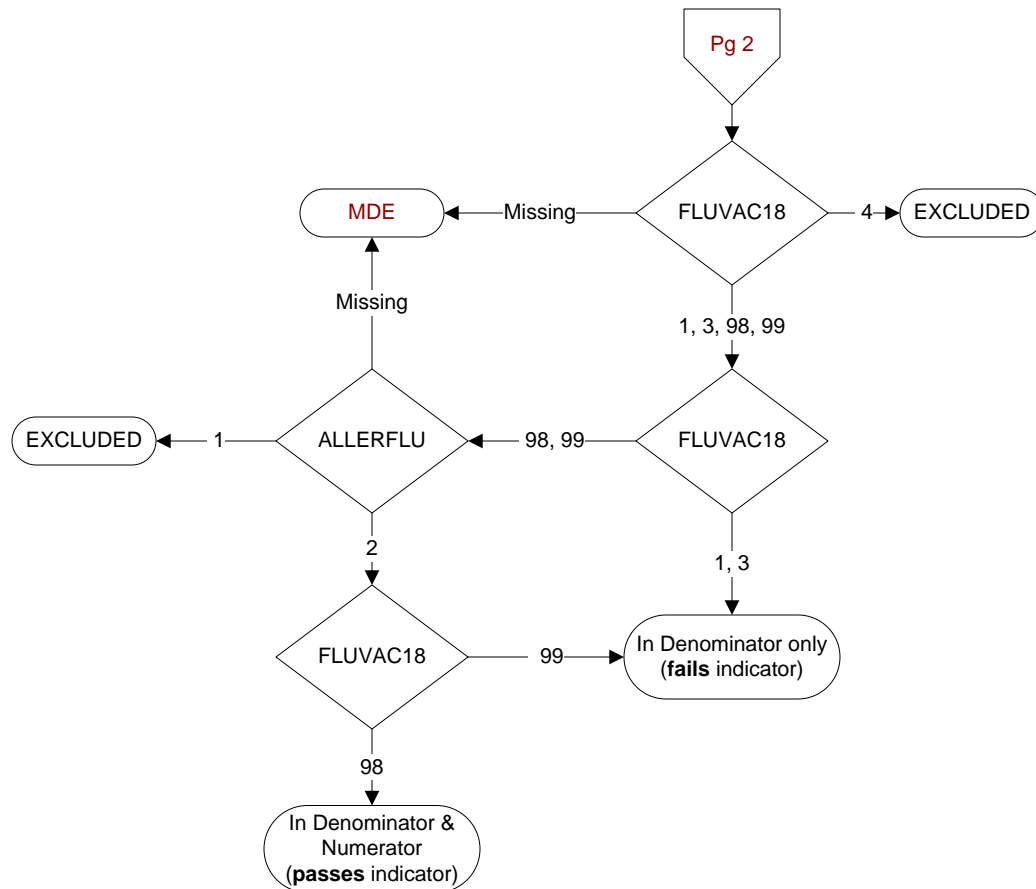 Pg 2
MDE
Missing
FLUVAC18
4
EXCLUDED
Missing
1, 3, 98, 99
EXCLUDED
1
ALLERFLU
98, 99
FLUVAC18
2
1, 3
FLUVAC18
99
In Denominator only
(fails indicator)
98
In Denominator &
Numerator
(passes indicator)